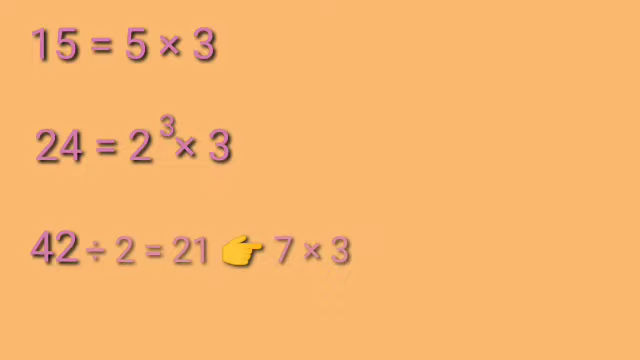 15 = 5 × 3
24 = 2³ × 3
42 ÷ 2 = 21 👉 7 × 3